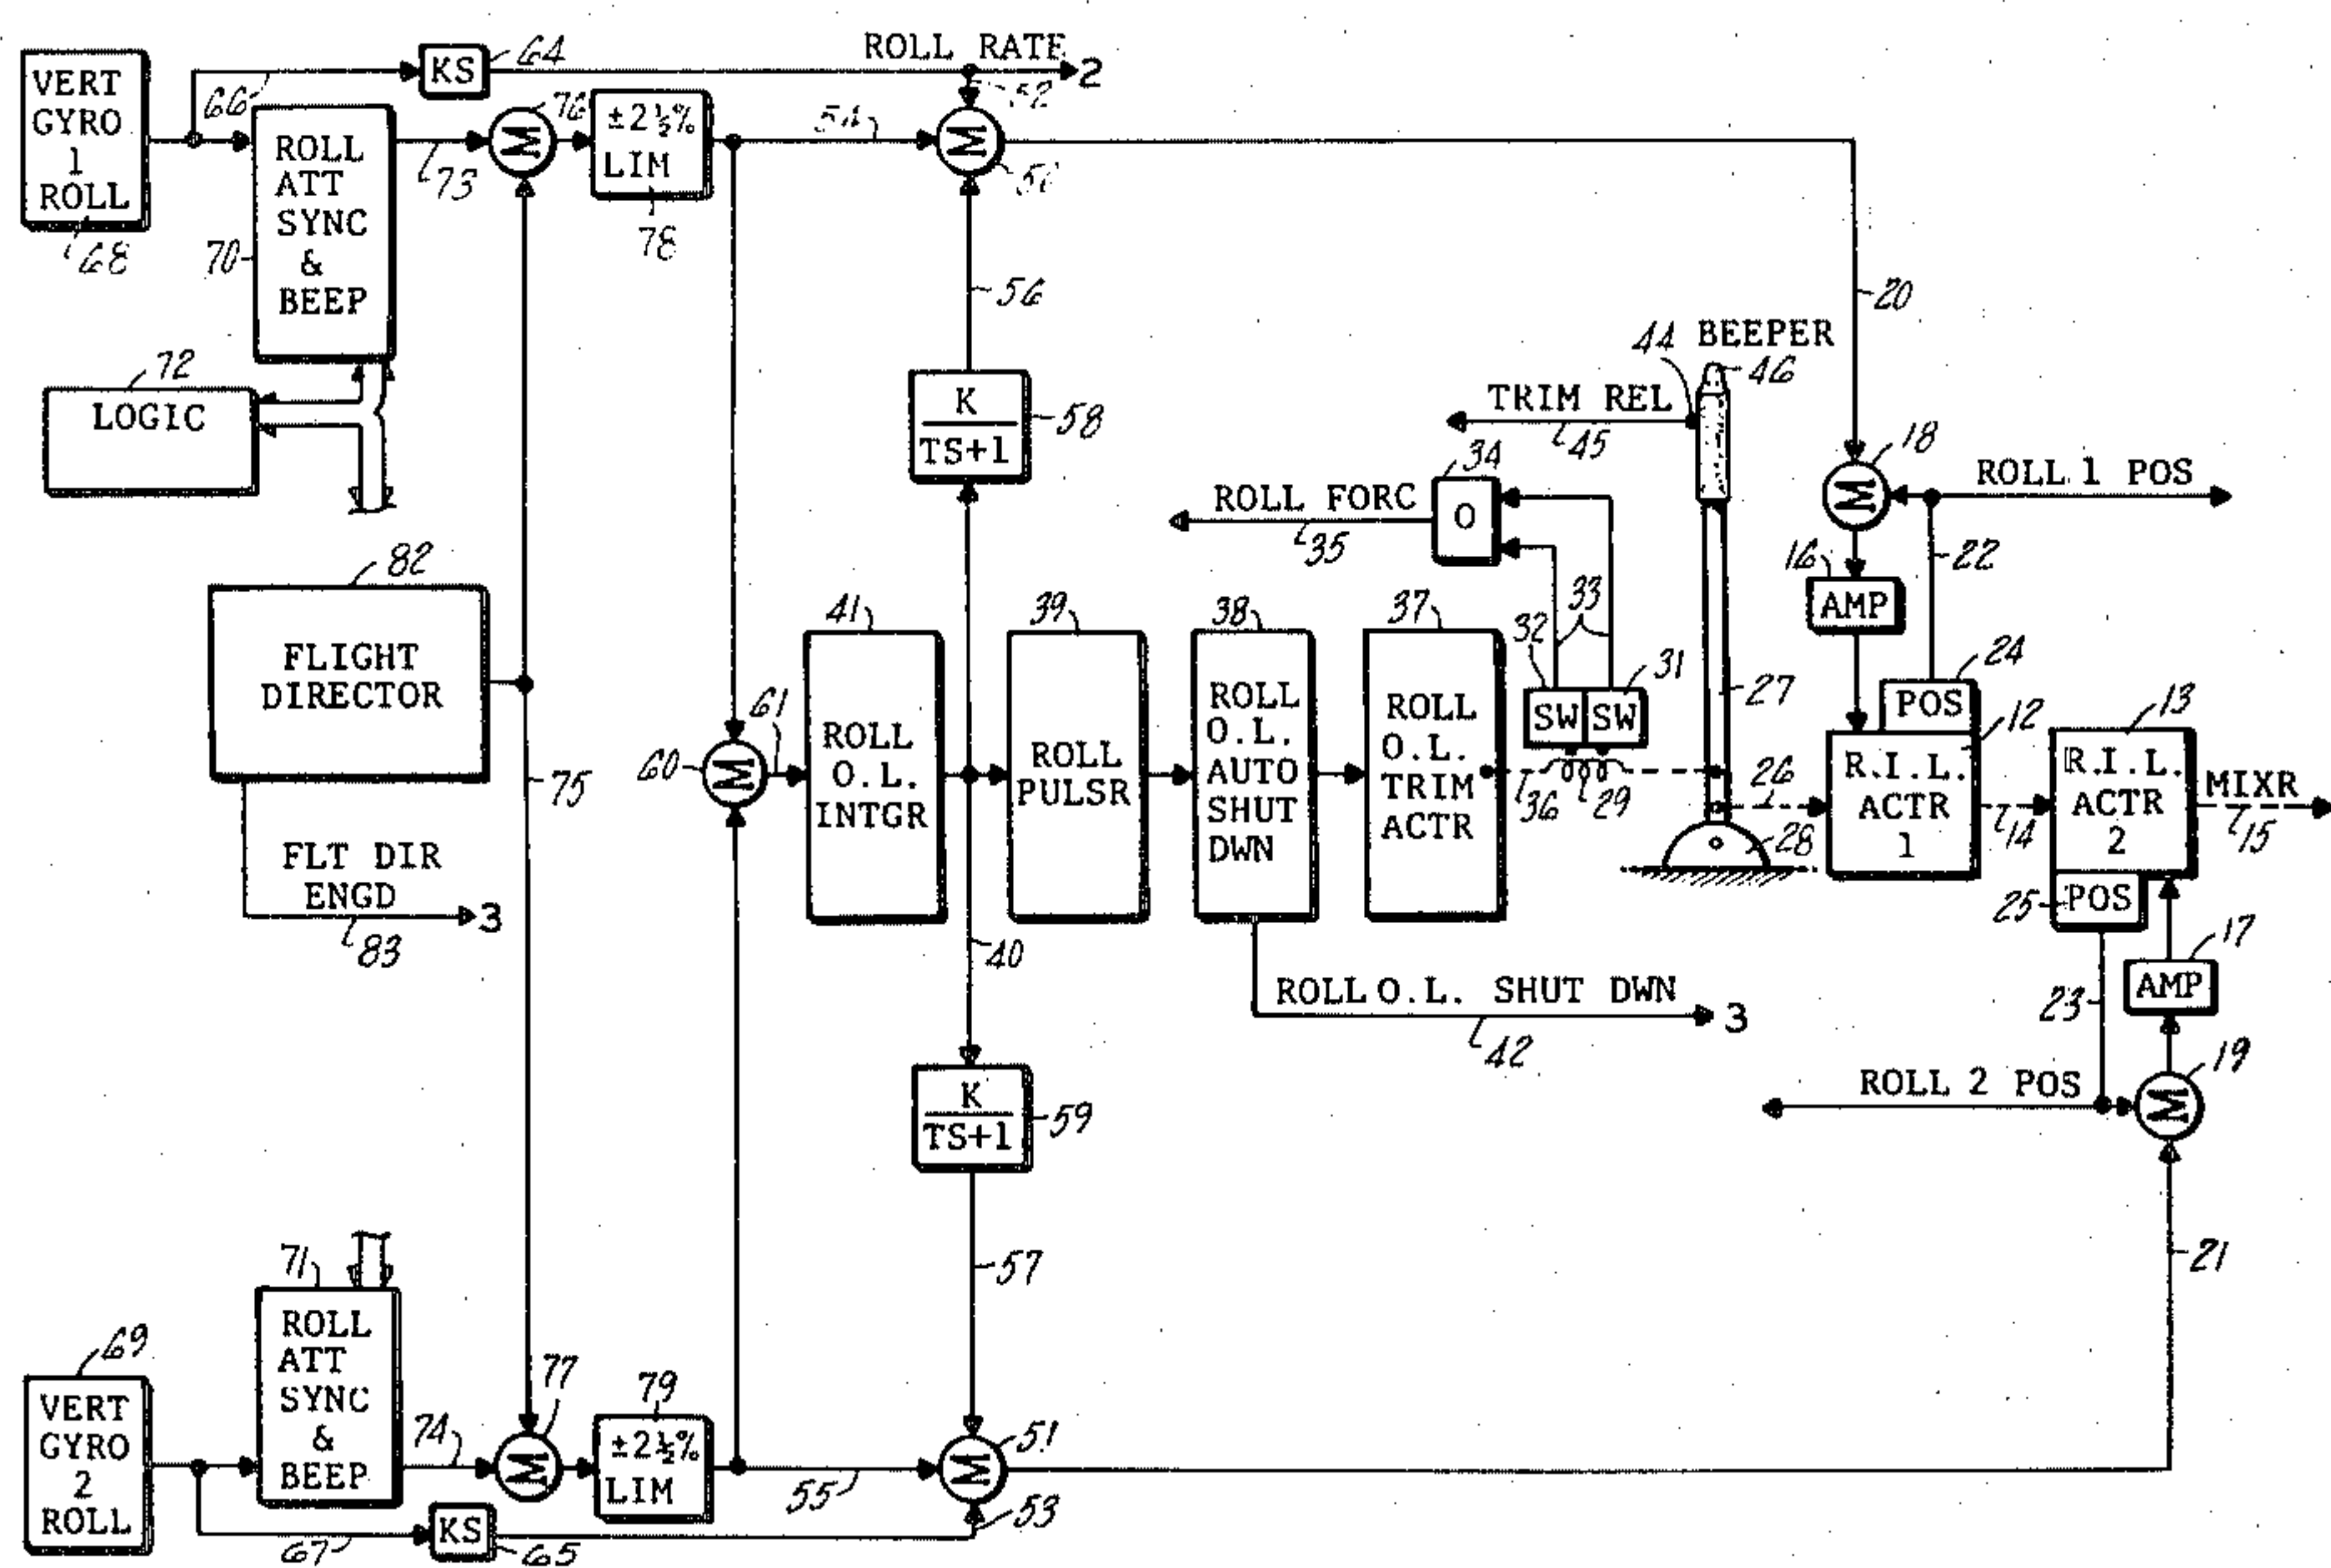 VERT
GYRO
1
ROLL
68
66
KS
64
ROLL RATE
2
52
ROLL
ATT
SYNC
&
BEEP
70
73
M
76
±2½%
LIM
78
54
M
20
LOGIC
72
56
K
TS+1
58
BEEPER
44
46
TRIM REL
45
34
O
ROLL FORC
35
33
18
M
ROLL 1 POS
22
16
AMP
24
POS
FLIGHT
DIRECTOR
82
75
FLT DIR
ENGD
3
83
60
M
61
41
ROLL
O.L.
INTGR
39
ROLL
PULSR
38
ROLL
O.L.
AUTO
SHUT
DWN
37
ROLL
O.L.
TRIM
ACTR
32
31
SW
SW
36
29
27
28
26
12
R.I.L.
ACTR
1
14
13
R.I.L.
ACTR
2
MIXR
15
25
POS
23
17
AMP
40
ROLL O.L. SHUT DWN
3
42
K
TS+1
59
ROLL 2 POS
19
M
57
21
71
ROLL
ATT
SYNC
&
BEEP
69
VERT
GYRO
2
ROLL
74
77
M
79
±2½%
LIM
55
M
51
53
67
KS
65